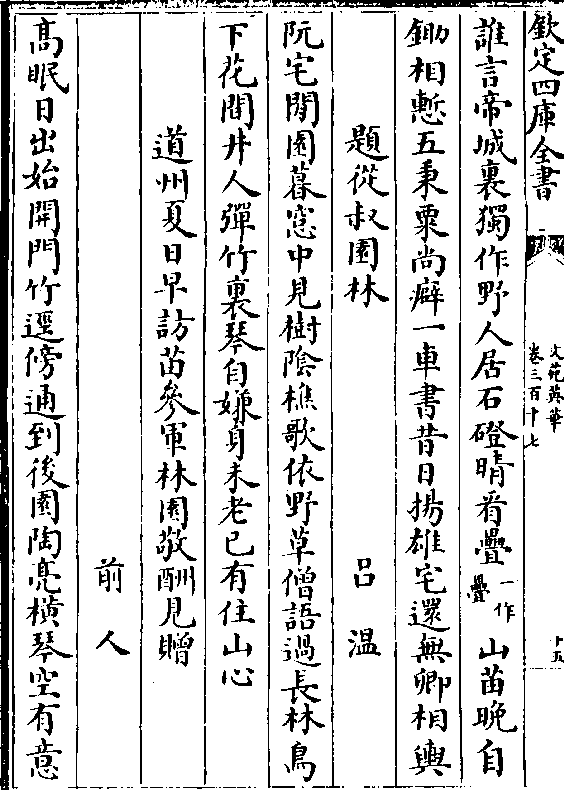 欽定四庫全書
文苑英華
卷三百十七
十五
誰言帝城裏獨作野人居石磴晴看疊一作疊山苗晚自
鋤相慙五秉粟尚癖一車書昔日揚雄宅還無卿相輿
題從叔園林
呂溫
阮宅閒園暮窓中見樹陰樵歌依野草僧語過長林鳥
下花間井人彈竹裏琴自嫌身未老已有住山心
道州夏日早訪苗參軍林園敬酬見贈
前人
高眠日出始開門竹逕傍通到後園陶亮橫琴空有意